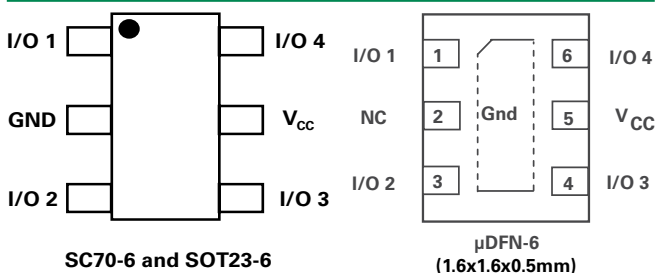 I/O 1
GND
I/O 2
I/O 4
VCC
I/O 3
SC70-6 and SOT23-6
I/O 1
NC
I/O 2
1
2
3
Gnd
6
5
4
I/O 4
VCC
I/O 3
µDFN-6
(1.6x1.6x0.5mm)